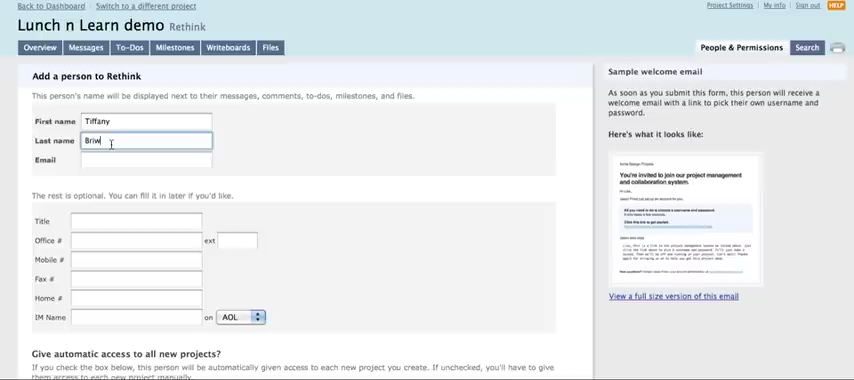 Back to Dashboard | Switch to a different project
Project Settings | My info | Sign out HELP
Lunch n Learn demo Rethink
Overview Messages To-Dos Milestones Writeboards Files People & Permissions Search
Add a person to Rethink
This person's name will be displayed next to their messages, comments, to-dos, milestones, and files.
First name Tiffany
Last name Briw
Email
The rest is optional. You can fill it in later if you'd like.
Title
Office # ext
Mobile #
Fax #
Home #
IM Name on AOL
Give automatic access to all new projects?
If you check the box below, this person will be automatically given access to each new project you create. If unchecked, you'll have to give
them access to each new project manually.
Sample welcome email
As soon as you submit this form, this person will receive a
welcome email with a link to pick their own username and
password.
Here's what it looks like:
You're invited to join our project management
and collaboration system.
View a full size version of this email